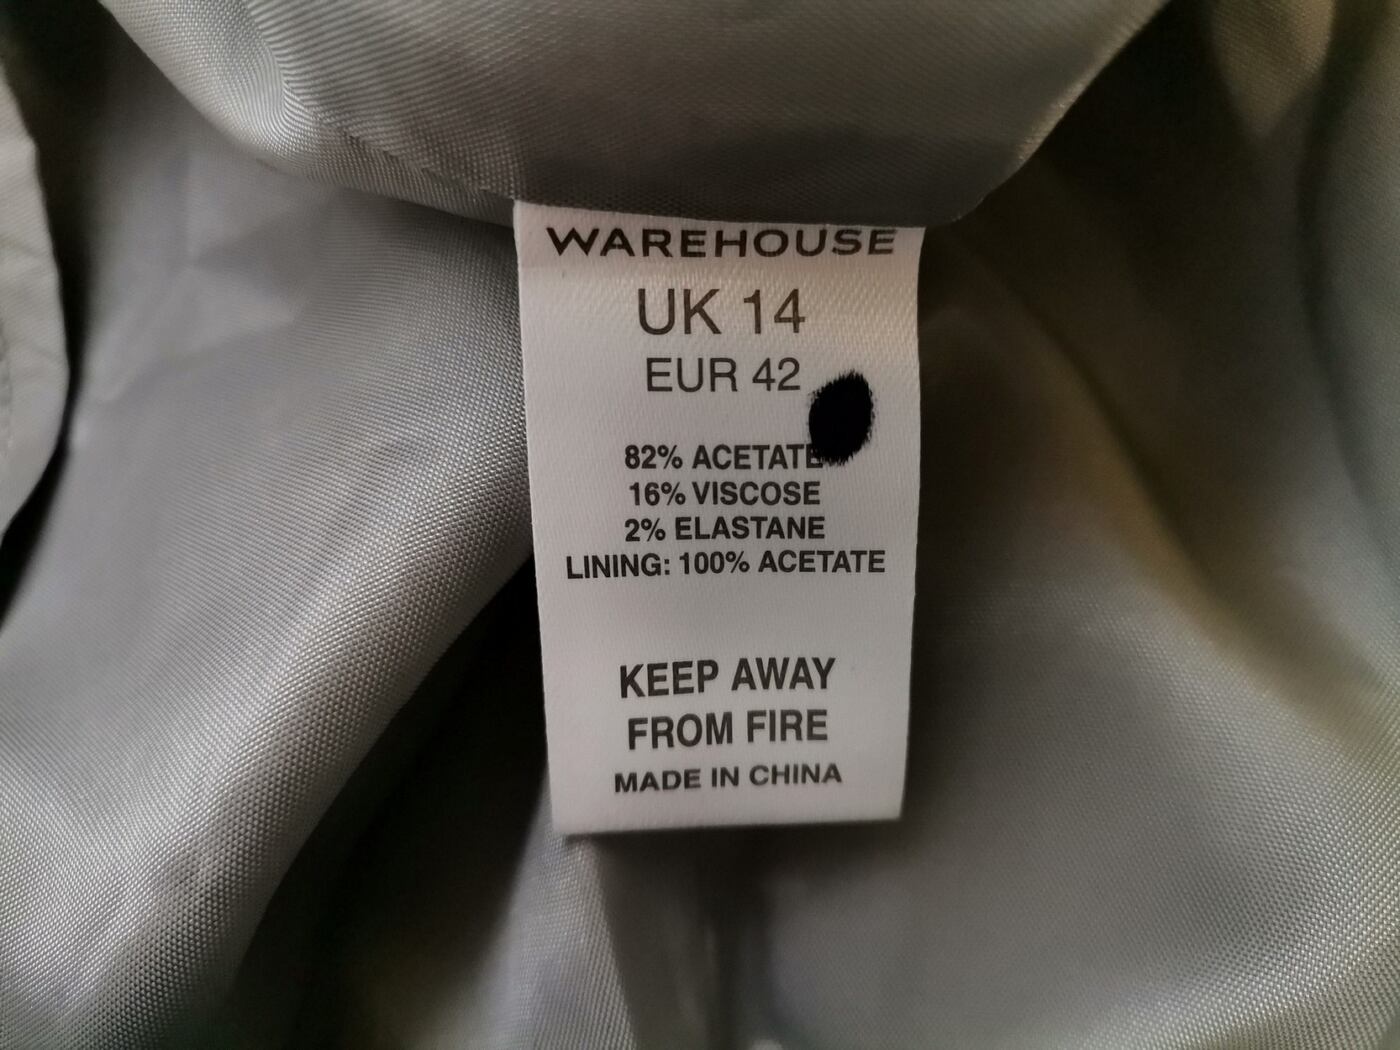 WAREHOUSE
UK 14
EUR 42
82% ACETATE
16% VISCOSE
2% ELASTANE
LINING: 100% ACETATE
KEEP AWAY
FROM FIRE
MADE IN CHINA